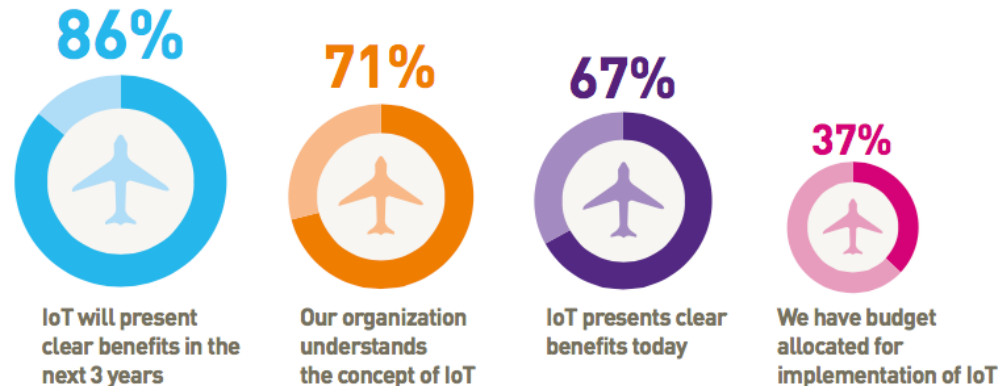 86%
71%
67%
37%
IoT will present
clear benefits in the
next 3 years
Our organization
understands
the concept of IoT
IoT presents clear
benefits today
We have budget
allocated for
implementation of IoT